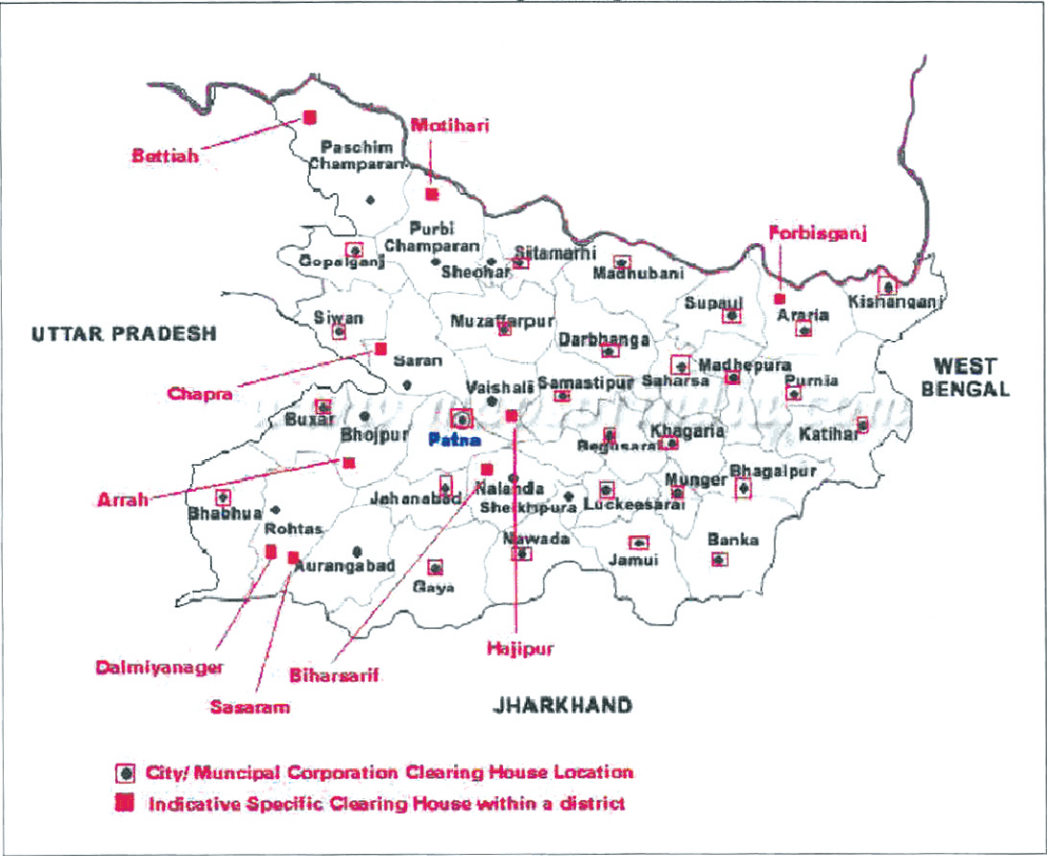 Motihari
Bettiah
Paschim
Champaran
Purbi
Champaran
Forbisganj
Gopalganj
Sheohar
Sitamarhi
Madhubani
Kishanganj
Supaul
Araria
Siwan
Muzaffarpur
Darbhanga
UTTAR PRADESH
Saran
Madhepura
WEST
BENGAL
Chapra
Vaishali
Samastipur
Saharsa
Purnia
Buxar
Bhojpur
Patna
Begusarai
Khagaria
Katihar
Arrah
Jehanabad
Nalanda
Munger
Bhagalpur
Bhabhua
Sheikhpura
Luckeesarai
Rohtas
Nawada
Banka
Aurangabad
Jamui
Gaya
Hajipur
Dalmiyanager
Biharsarif
Sasaram
JHARKHAND
City/ Muncipal Corporation Clearing House Location
Indicative Specific Clearing House within a district